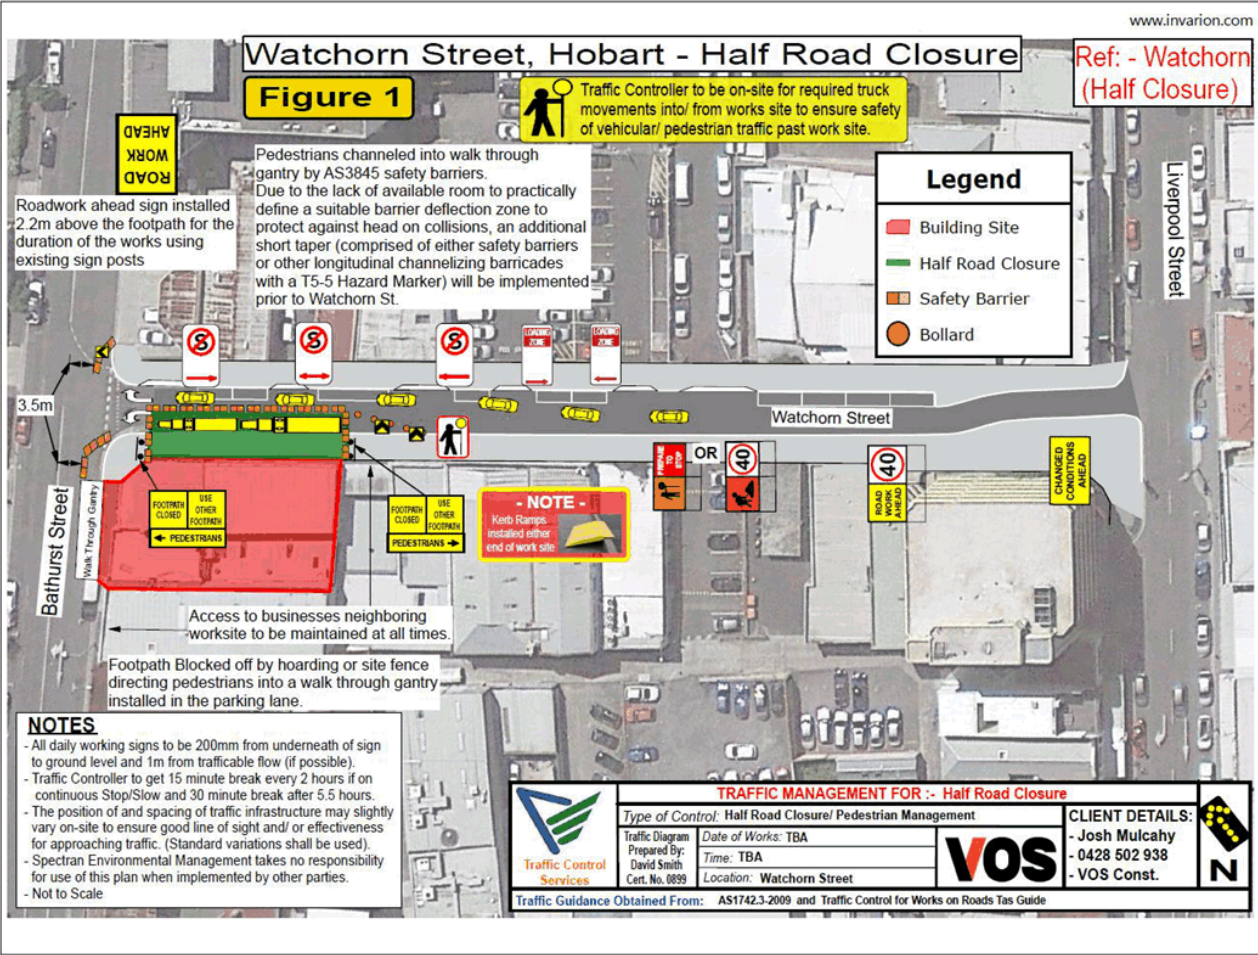 www.invarion.com
Watchorn Street, Hobart - Half Road Closure
Ref: - Watchorn
(Half Closure)
Figure 1
Traffic Controller to be on-site for required truck
movements into/ from works site to ensure safety
of vehicular/ pedestrian traffic past work site.
ROAD
WORK
AHEAD
Roadwork ahead sign installed
2.2m above the footpath for the
duration of the works using
existing sign posts
Pedestrians channeled into walk through
gantry by AS3845 safety barriers.
Due to the lack of available room to practically
define a suitable barrier deflection zone to
protect against head on collisions, an additional
short taper (comprised of either safety barriers
or other longitudinal channelizing barricades
with a T5-5 Hazard Marker) will be implemented
prior to Watchorn St.
Legend
Building Site
Half Road Closure
Safety Barrier
Bollard
Liverpool Street
S
S
S
LOADING
ZONE
LOADING
ZONE
3.5m
Watchorn Street
PREPARE
TO
STOP
OR
40
40
ROAD
WORK
AHEAD
CHANGED
CONDITIONS
AHEAD
Bathurst Street
Walk Through Gantry
FOOTPATH
CLOSED
USE
OTHER
FOOTPATH
PEDESTRIANS
FOOTPATH
CLOSED
USE
OTHER
FOOTPATH
PEDESTRIANS
- NOTE -
Kerb Ramps
installed either
end of work site
Access to businesses neighboring
worksite to be maintained at all times.
Footpath Blocked off by hoarding or site fence
directing pedestrians into a walk through gantry
installed in the parking lane.
NOTES
- All daily working signs to be 200mm from underneath of sign
to ground level and 1m from trafficable flow (if possible).
- Traffic Controller to get 15 minute break every 2 hours if on
continuous Stop/Slow and 30 minute break after 5.5 hours.
- The position of and spacing of traffic infrastructure may slightly
vary on-site to ensure good line of sight and/ or effectiveness
for approaching traffic. (Standard variations shall be used).
- Spectran Environmental Management takes no responsibility
for use of this plan when implemented by other parties.
- Not to Scale
Traffic Control
Services
TRAFFIC MANAGEMENT FOR :- Half Road Closure
Type of Control: Half Road Closure/ Pedestrian Management
Traffic Diagram
Prepared By:
David Smith
Cert. No. 0899
Date of Works: TBA
Time: TBA
Location: Watchorn Street
VOS
CLIENT DETAILS:
- Josh Mulcahy
- 0428 502 938
- VOS Const.
N
Traffic Guidance Obtained From: AS1742.3-2009 and Traffic Control for Works on Roads Tas Guide